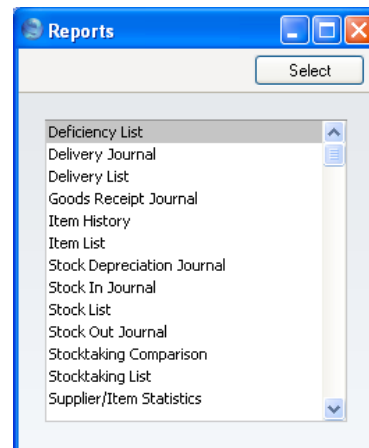 Reports
Select
Deficiency List
Delivery Journal
Delivery List
Goods Receipt Journal
Item History
Item List
Stock Depreciation Journal
Stock In Journal
Stock List
Stock Out Journal
Stocktaking Comparison
Stocktaking List
Supplier/Item Statistics